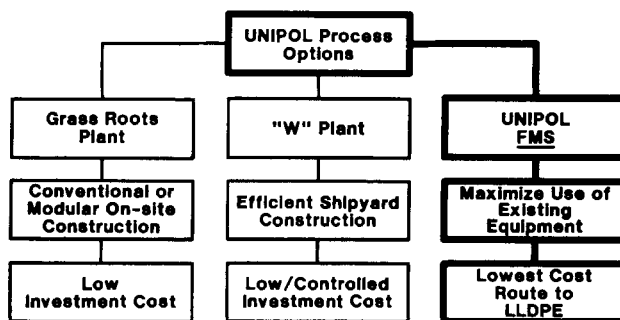 UNIPOL Process
Options
Grass Roots
Plant
"W" Plant
UNIPOL
FMS
Conventional or
Modular On-site
Construction
Efficient Shipyard
Construction
Maximize Use of
Existing
Equipment
Low
Investment Cost
Low/Controlled
Investment Cost
Lowest Cost
Route to
LLDPE